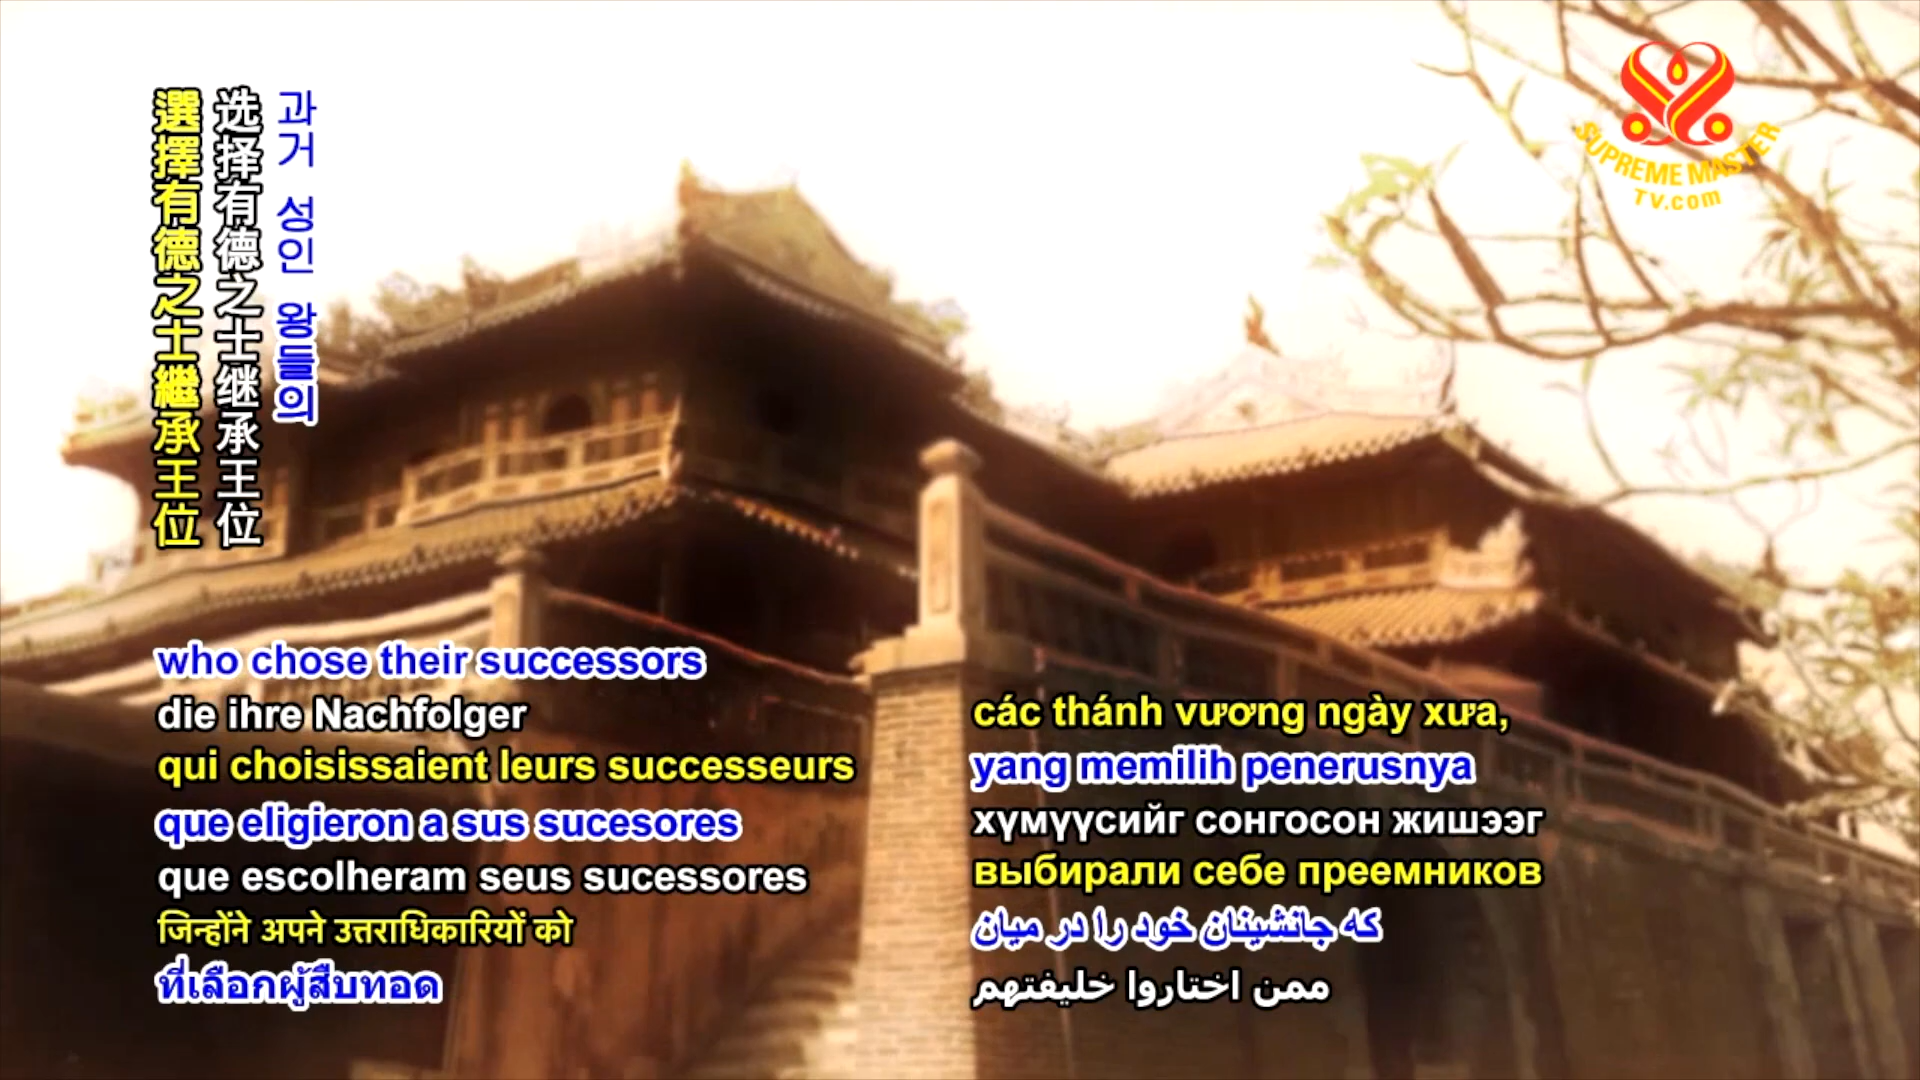 SUPREME MASTER
TV.com
과거 성인 왕들의
选择有德之士继承王位
選擇有德之士繼承王位
who chose their successors
die ihre Nachfolger
qui choisissaient leurs successeurs
que eligieron a sus sucesores
que escolheram seus sucessores
जिन्होंने अपने उत्तराधिकारियों को
ที่เลือกผู้สืบทอด
các thánh vương ngày xưa,
yang memilih penerusnya
хүмүүсийг сонгосон жишээг
выбирали себе преемников
که جانشینان خود را در میان
ممن اختاروا خليفتهم